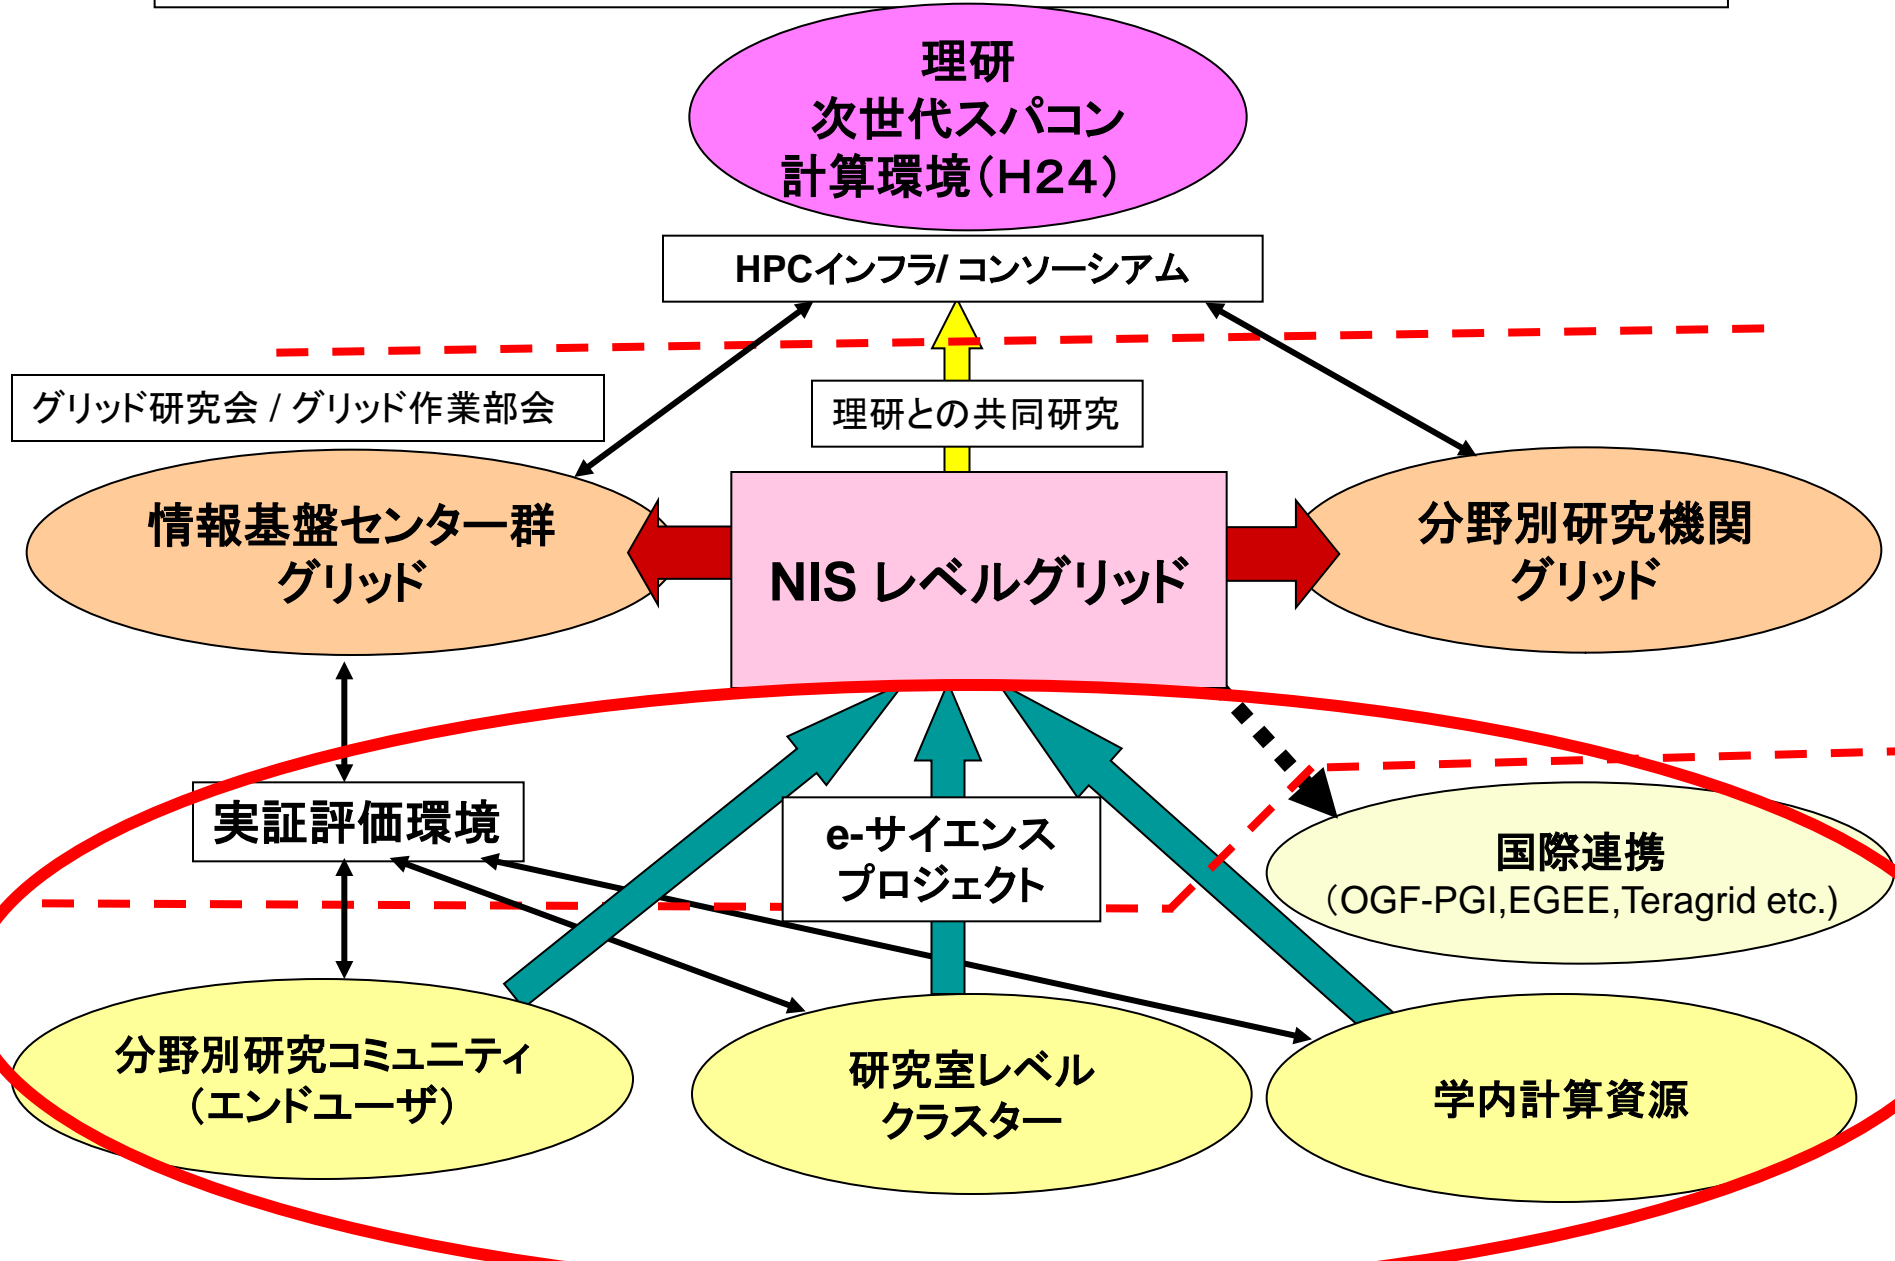 理研
次世代スパコン
計算環境（H24）
HPCインフラ/ コンソーシアム
グリッド研究会 / グリッド作業部会
理研との共同研究
情報基盤センター群
グリッド
NIS レベルグリッド
分野別研究機関
グリッド
実証評価環境
e-サイエンス
プロジェクト
国際連携
（OGF-PGI,EGEE,Teragrid etc.)
分野別研究コミュニティ
（エンドユーザ）
研究室レベル
クラスター
学内計算資源